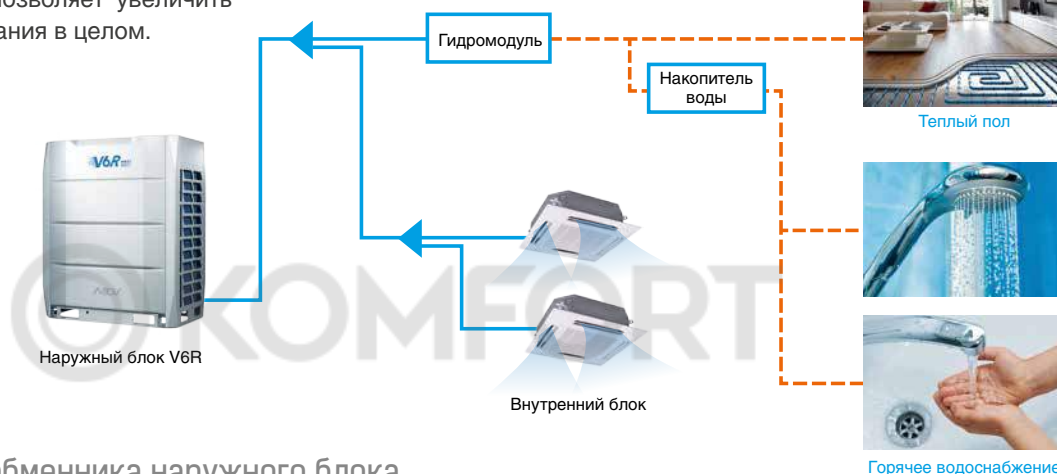 позволяет увеличить
ания в целом.
Гидромодуль
Накопитель
воды
Теплый пол
V6R
© KOMFORT
Наружный блок V6R
Внутренний блок
Горячее водоснабжение
обменника наружного блока